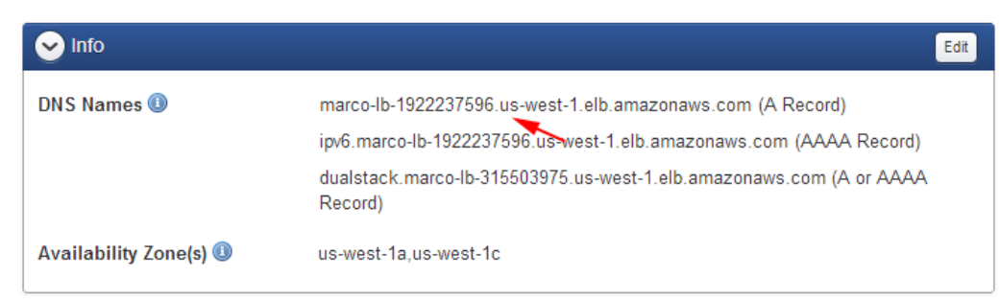 Info
Edit
DNS Names
marco-lb-1922237596.us-west-1.elb.amazonaws.com (A Record)
ipv6.marco-lb-1922237596.us-west-1.elb.amazonaws.com (AAAA Record)
dualstack.marco-lb-315503975.us-west-1.elb.amazonaws.com (A or AAAA
Record)
Availability Zone(s)
us-west-1a,us-west-1c